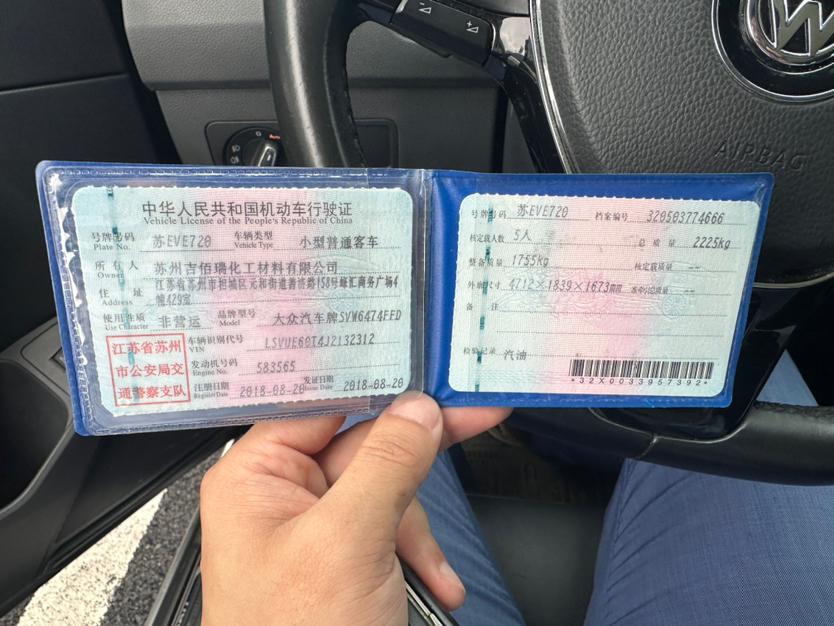 中华人民共和国机动车行驶证
Vehicle License of the People's Republic of China
号牌号码 苏EVE720 车辆类型 小型普通客车
Plate No. Vehicle Type
所有人 苏州吉佰瑞化工材料有限公司
Owner
住址 江苏省苏州市相城区元和街道善济路158号峰汇商务广场4
Address 幢429室
使用性质 非营运 品牌型号 大众汽车牌SVW6474FFD
Use Character Model
江苏省苏州
市公安局交
通警察支队
车辆识别代号
VIN LSVUE60T4J2132312
发动机号码 583565
Engine No.
注册日期 2018-08-20 发证日期 2018-08-20
Register Date Issue Date
号牌号码 苏EVE720 档案编号 320503774666
核定载人数 5人 总质量 2225kg
整备质量 1755kg 核定载质量 --
外廓尺寸 4712×1839×1673mm 准牵引总质量 --
备注
检验记录 汽油
*32X0033957392*
AIRBAG